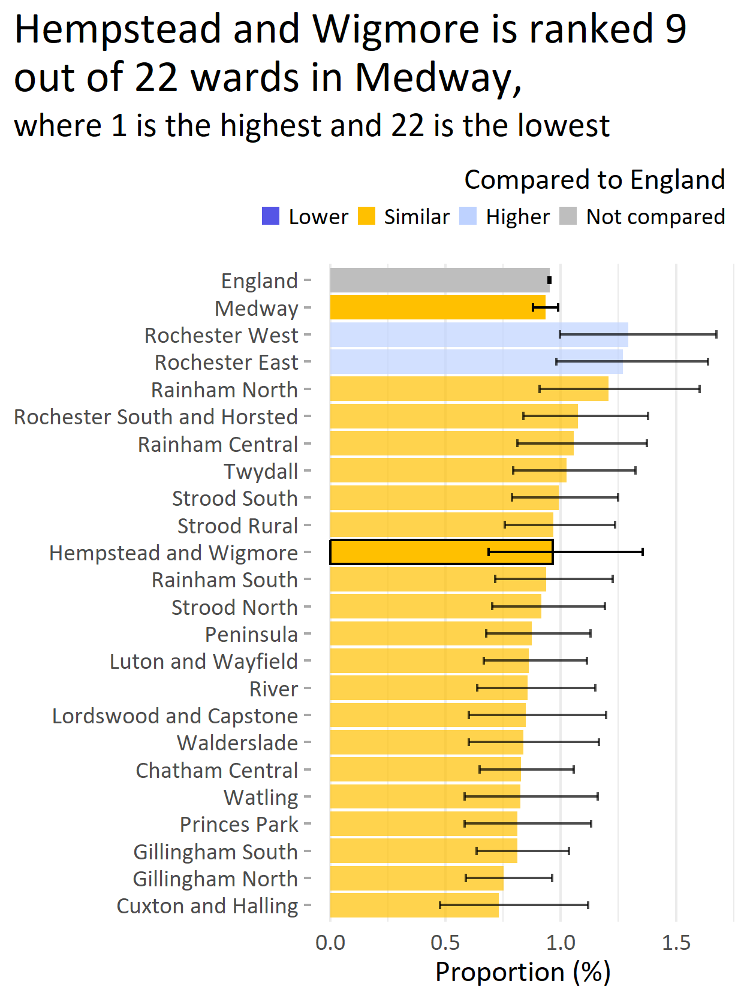 Hempstead and Wigmore is ranked 9
out of 22 wards in Medway,
where 1 is the highest and 22 is the lowest
Compared to England
Lower Similar Higher Not compared
England
Medway
Rochester West
Rochester East
Rainham North
Rochester South and Horsted
Rainham Central
Twydall
Strood South
Strood Rural
Hempstead and Wigmore
Rainham South
Strood North
Peninsula
Luton and Wayfield
River
Lordswood and Capstone
Walderslade
Chatham Central
Watling
Princes Park
Gillingham South
Gillingham North
Cuxton and Halling
0.0 0.5 1.0 1.5
Proportion (%)